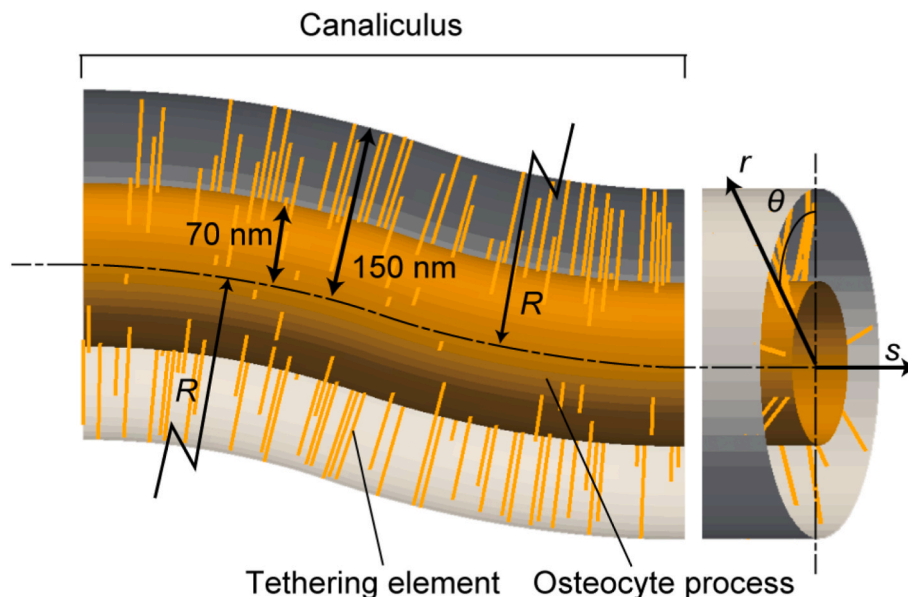 Canaliculus
r
θ
70 nm
150 nm
R
R
s
Tethering element
Osteocyte process